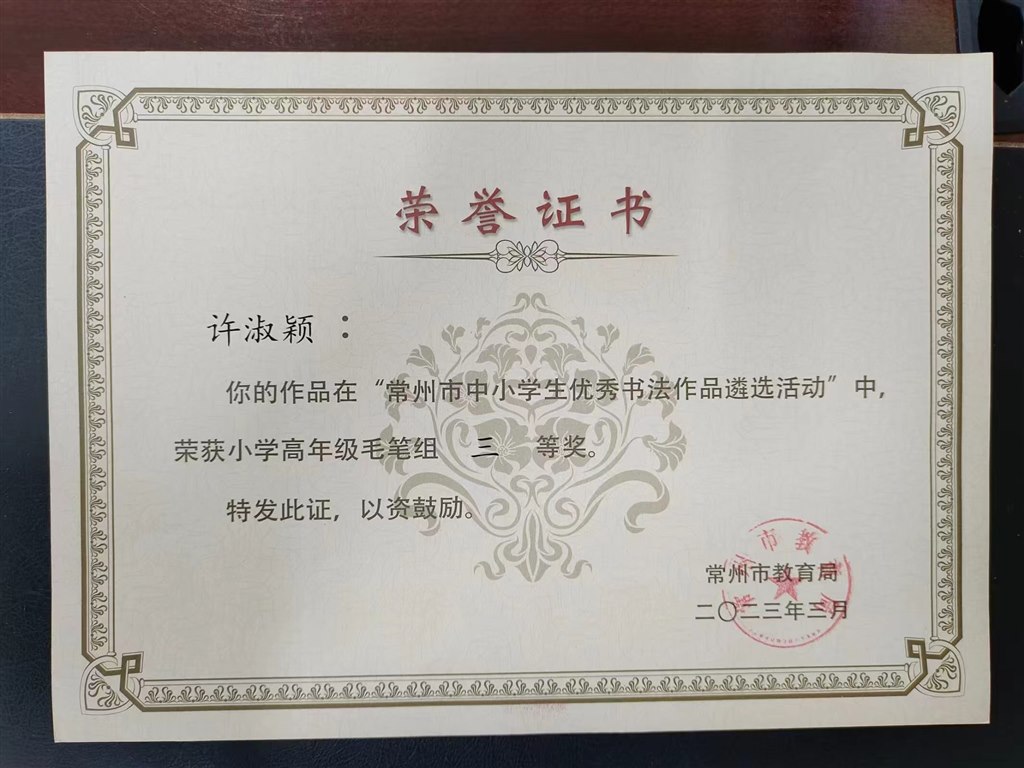 荣誉证书
许淑颖：
你的作品在“常州市中小学生优秀书法作品遴选活动”中，
荣获小学高年级毛笔组 三 等奖。
特发此证，以资鼓励。
常州市教育局
二〇二三年三月